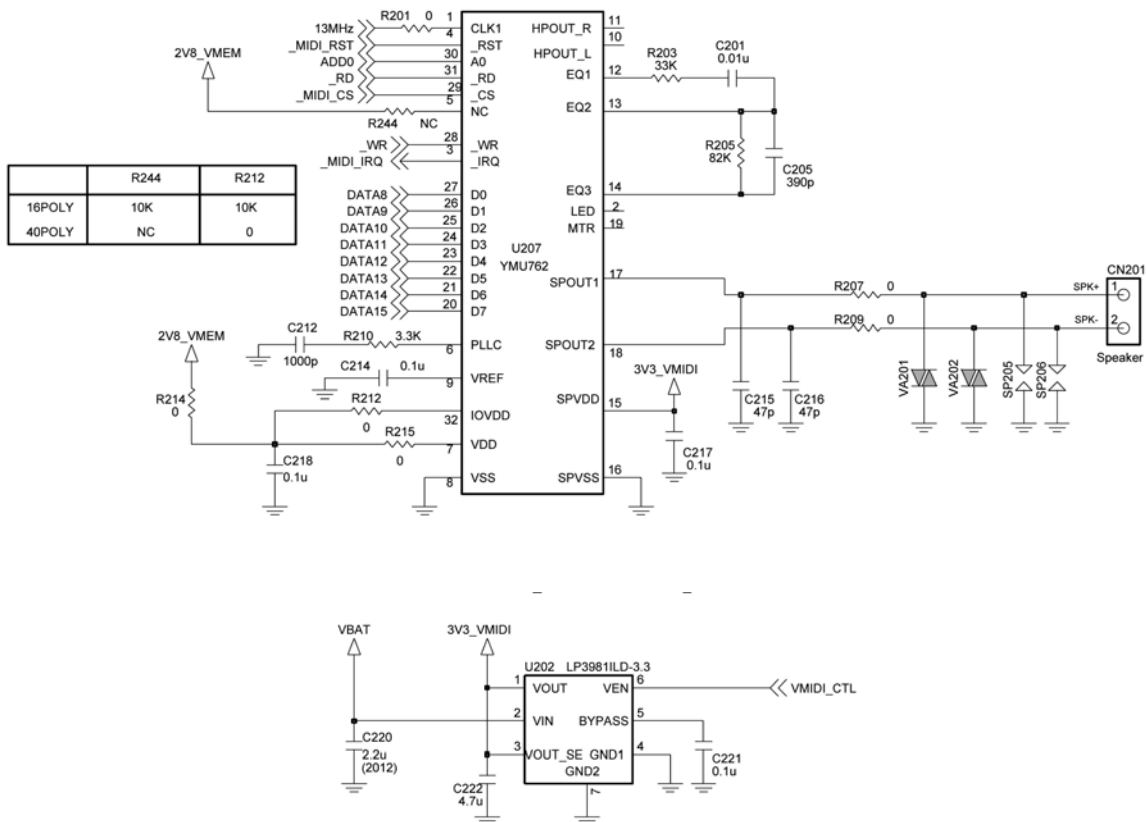 R201 0
13MHz 1 CLK1
_MIDI_RST 4 _RST
ADD0 30 A0
_RD 31 _RD
_MIDI_CS 29 _CS
2V8_VMEM
5 NC
R244 NC
_WR 28 _WR
_MIDI_IRQ 3 _IRQ
R244 R212
16POLY 10K 10K
40POLY NC 0
DATA8 27 D0
DATA9 26 D1
DATA10 25 D2
DATA11 24 D3
DATA12 23 D4
DATA13 22 D5
DATA14 21 D6
DATA15 20 D7
U207
YMU762
2V8_VMEM
C212
1000p
R210 3.3K
6 PLLC
C214 0.1u
9 VREF
R214
0
R212
0
32 IOVDD
R215
0
7 VDD
C218
0.1u
8 VSS
HPOUT_R 11
HPOUT_L 10
EQ1 12
R203
33K
C201
0.01u
EQ2 13
R205
82K
C205
390p
EQ3 14
LED 2
MTR 19
SPOUT1 17
R207 0
SPK+ 1
CN201
SPOUT2 18
R209 0
SPK- 2
Speaker
3V3_VMIDI
SPVDD 15
C215
47p
C216
47p
VA201
VA202
SP205
SP206
C217
0.1u
SPVSS 16
VBAT
3V3_VMIDI
U202 LP3981ILD-3.3
1 VOUT VEN 6
VMIDI_CTL
2 VIN BYPASS 5
3 VOUT_SE GND1 4
GND2
7
C220
2.2u
(2012)
C222
4.7u
C221
0.1u